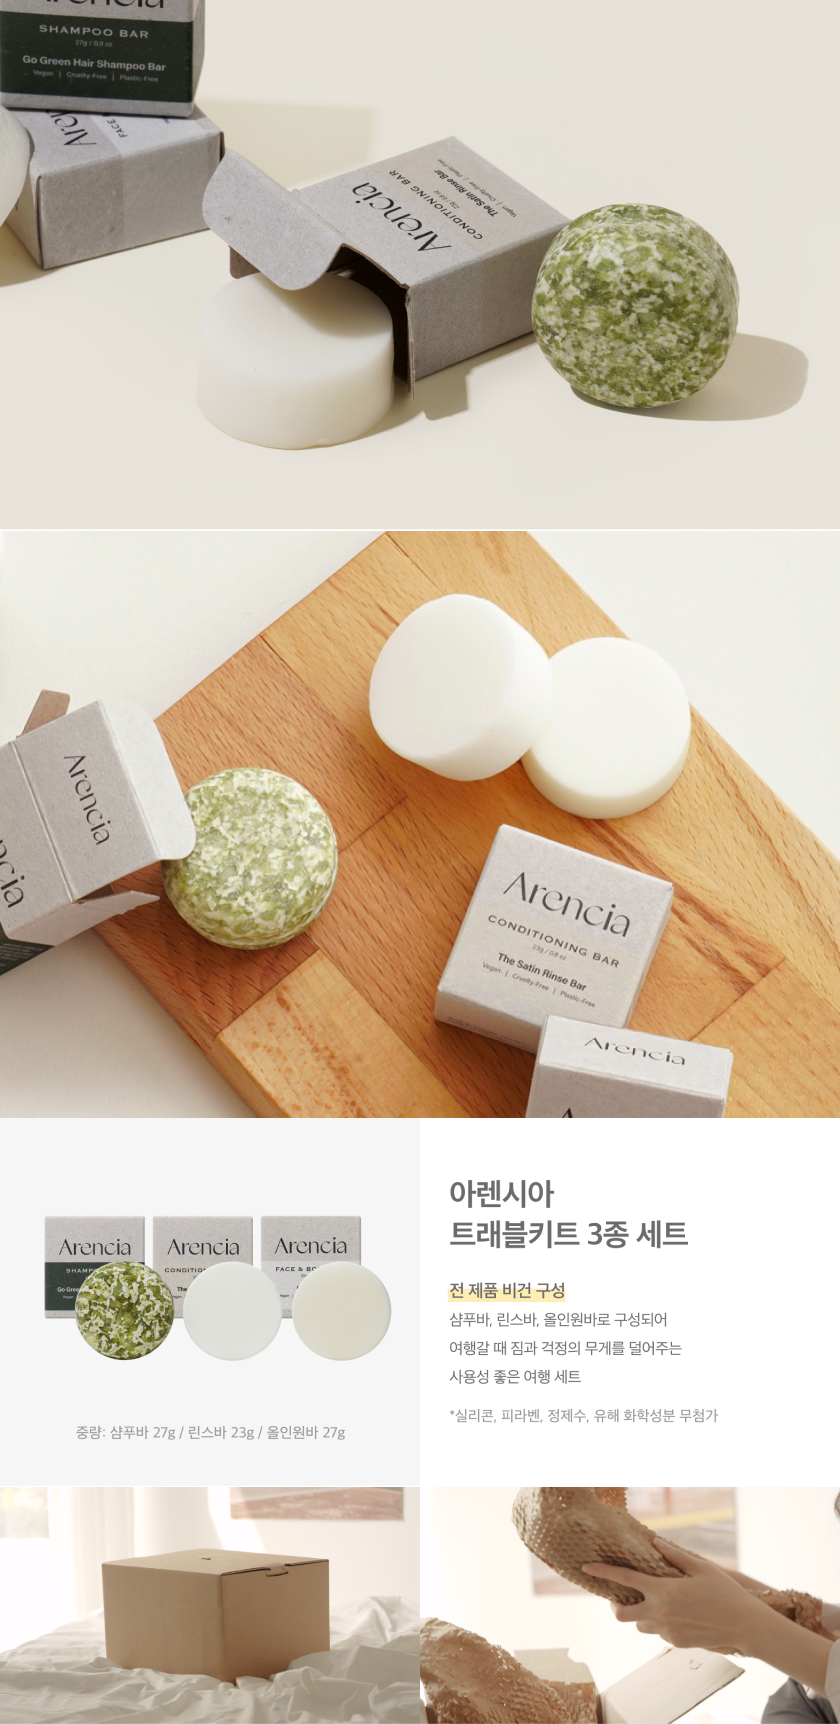 SHAMPOO BAR
27g / 0.9 oz
Go Green Hair Shampoo Bar
Vegan | Cruelty-Free | Plastic-Free
Arencia
FACE
Arencia
CONDITIONING BAR
23g / 0.8 oz
The Satin Rinse Bar
Vegan | Cruelty-Free | Plastic-Free
Arencia
Arencia
CONDITIONING BAR
23g / 0.8 oz
The Satin Rinse Bar
Vegan | Cruelty-Free | Plastic-Free
Arencia
Arencia
Arencia
Arencia
FACE & BO
아렌시아
트래블키트 3종 세트
전 제품 비건 구성
샴푸바, 린스바, 올인원바로 구성되어
여행갈 때 짐과 걱정의 무게를 덜어주는
사용성 좋은 여행 세트
*실리콘, 피라벤, 정제수, 유해 화학성분 무첨가
중량: 샴푸바 27g / 린스바 23g / 올인원바 27g